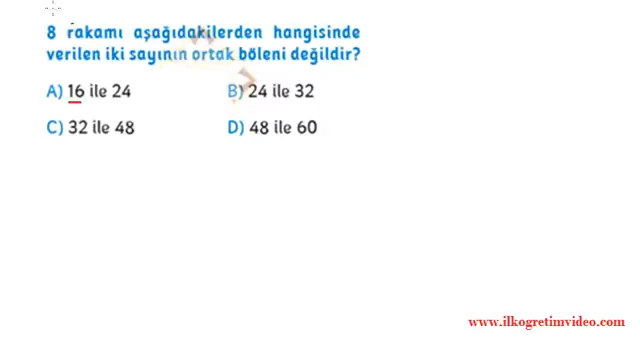 8 rakamı aşağıdakilerden hangisinde
verilen iki sayının ortak böleni değildir?
A) 16 ile 24 B) 24 ile 32
C) 32 ile 48 D) 48 ile 60
www.ilkogretimvideo.com